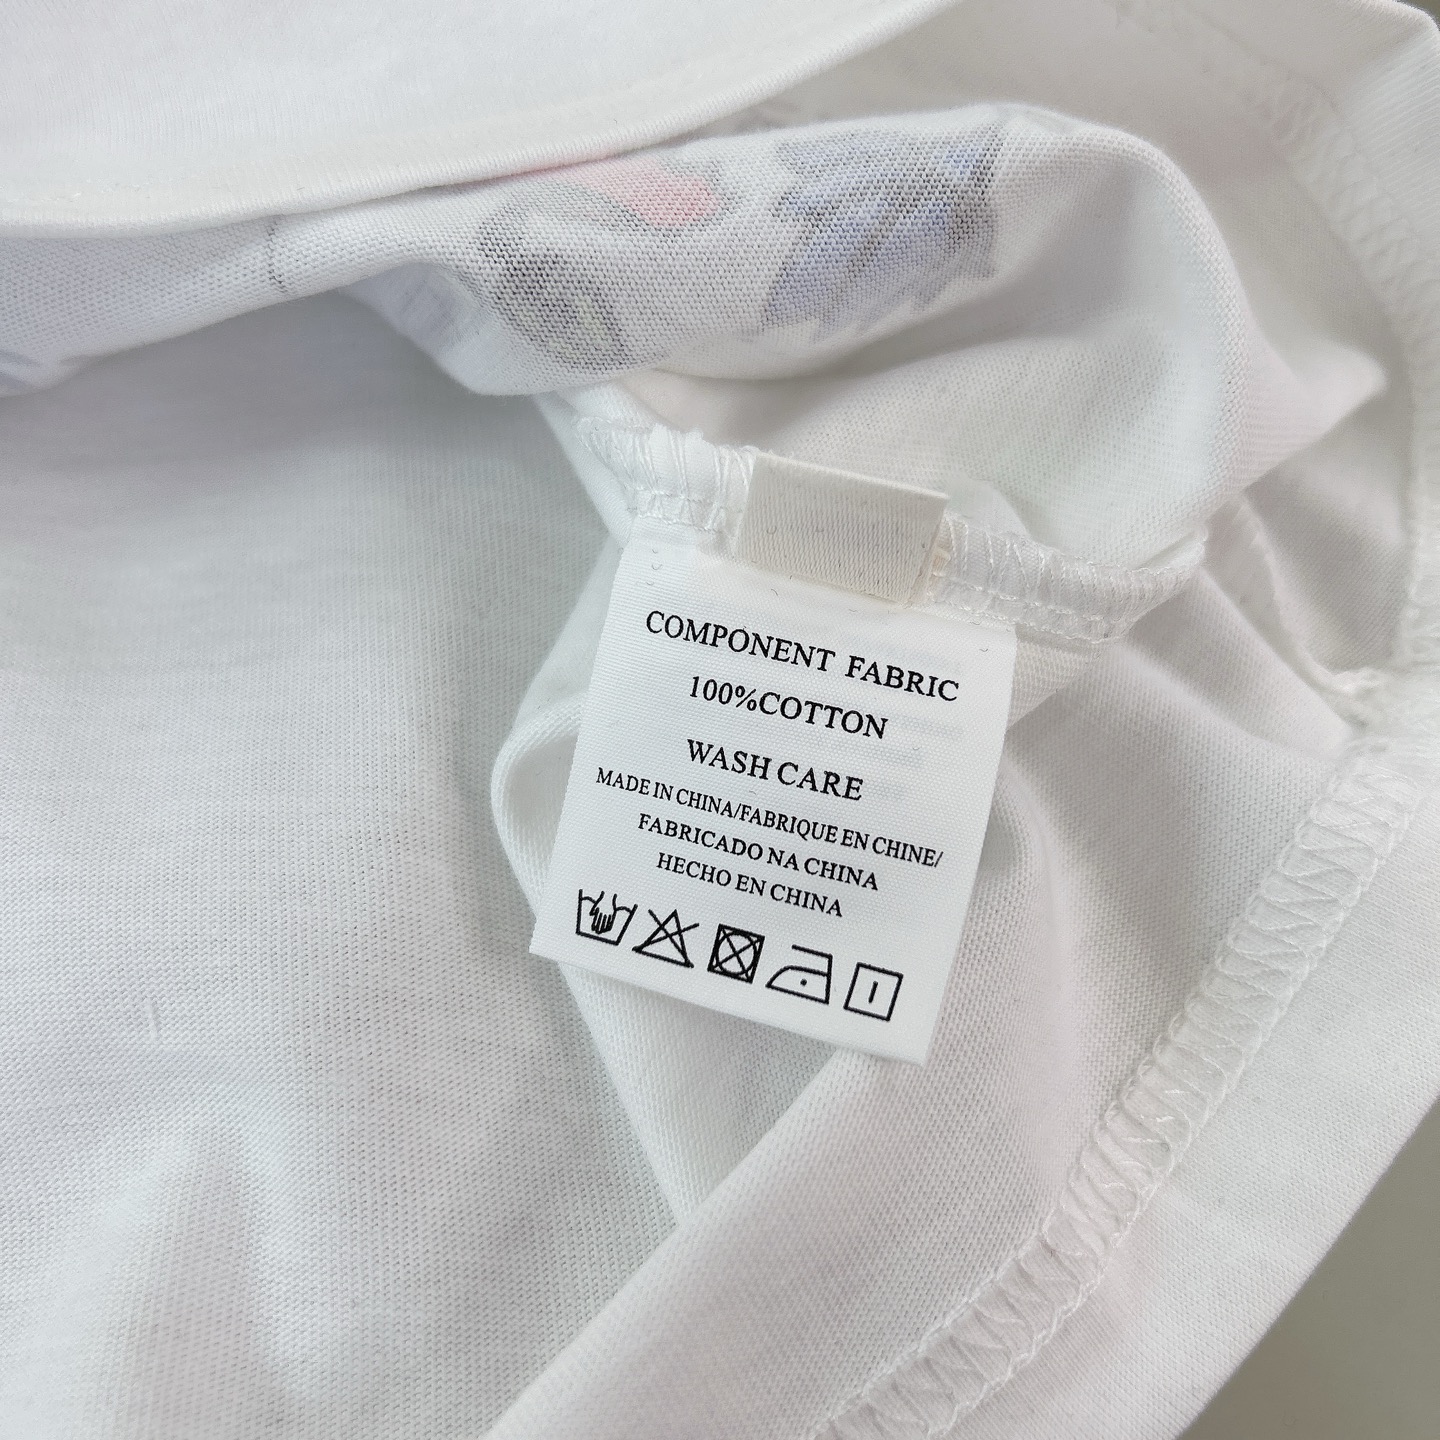 COMPONENT FABRIC
100%COTTON
WASH CARE
MADE IN CHINA/FABRIQUE EN CHINE/
FABRICADO NA CHINA
HECHO EN CHINA